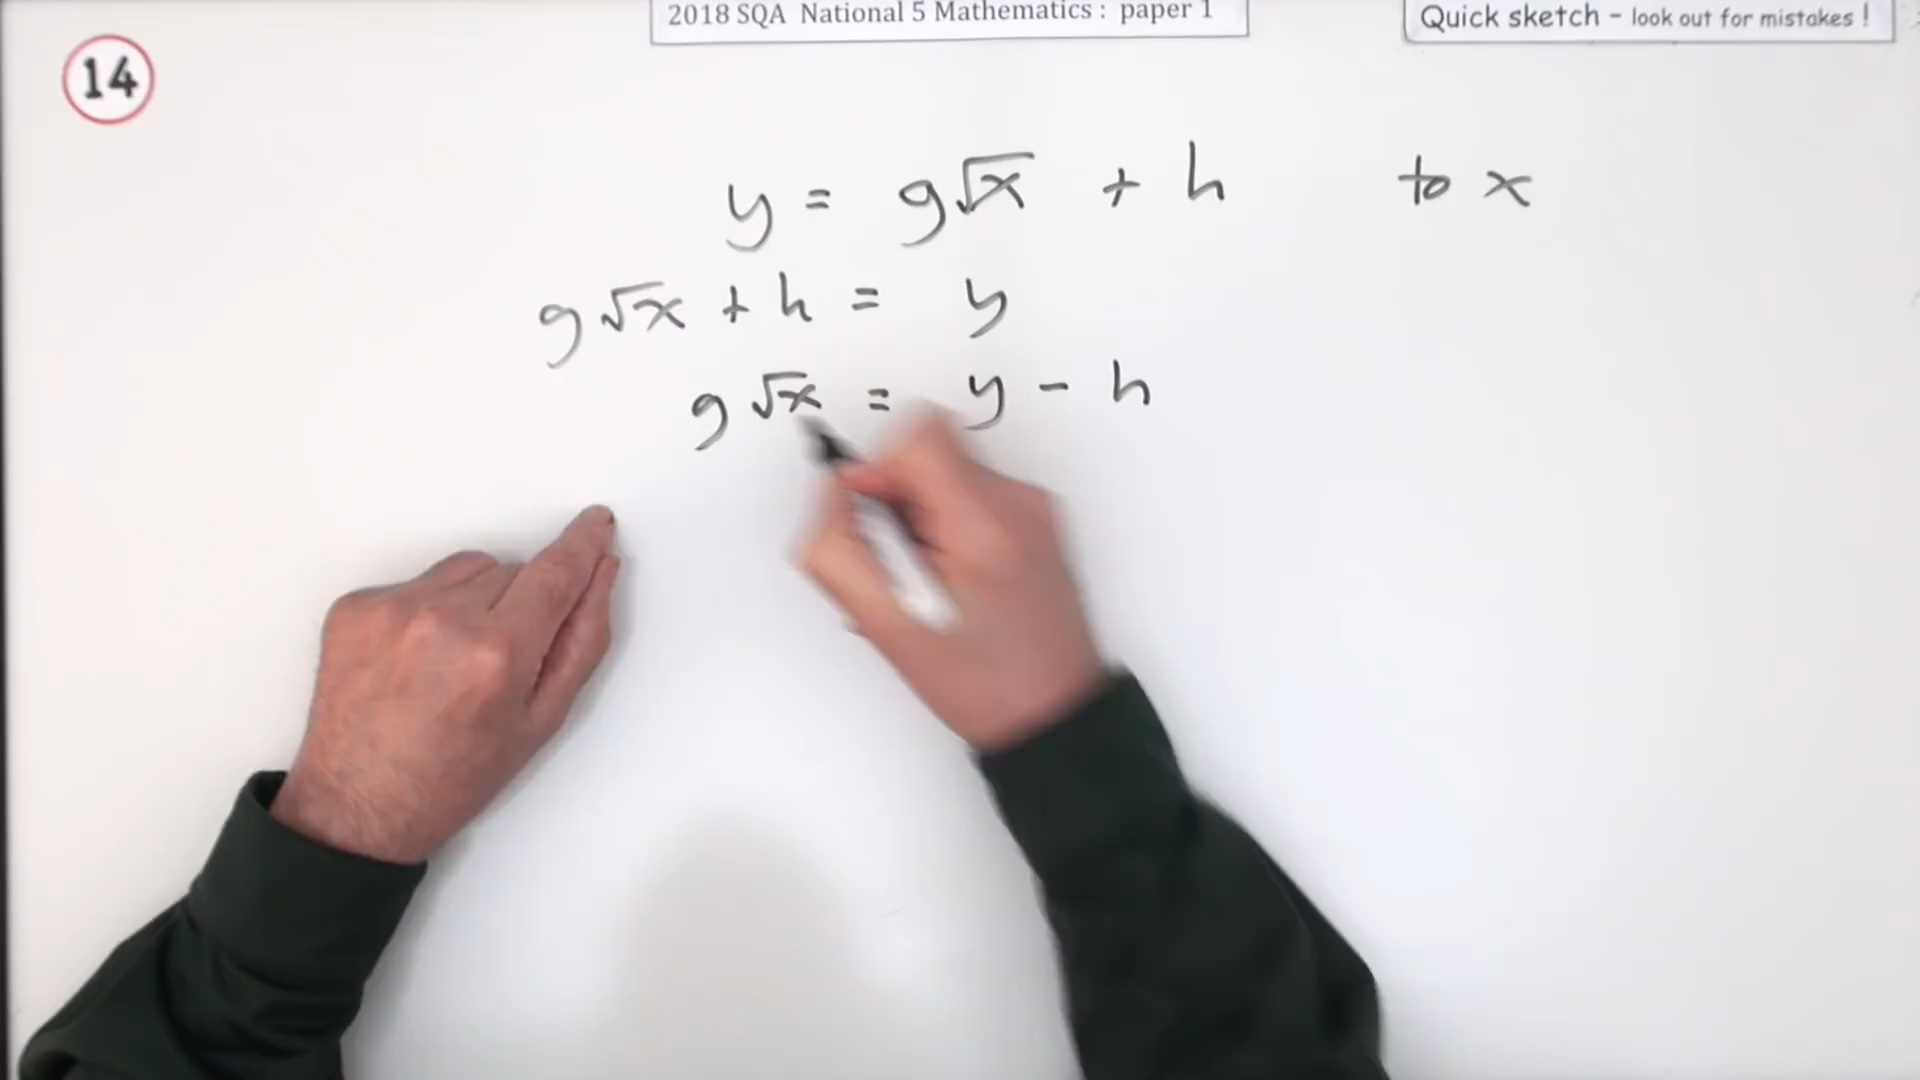 2018 SQA National 5 Mathematics : paper 1
Quick sketch - look out for mistakes !
14
y = g√x + h to x
g√x + h = y
g√x = y - h